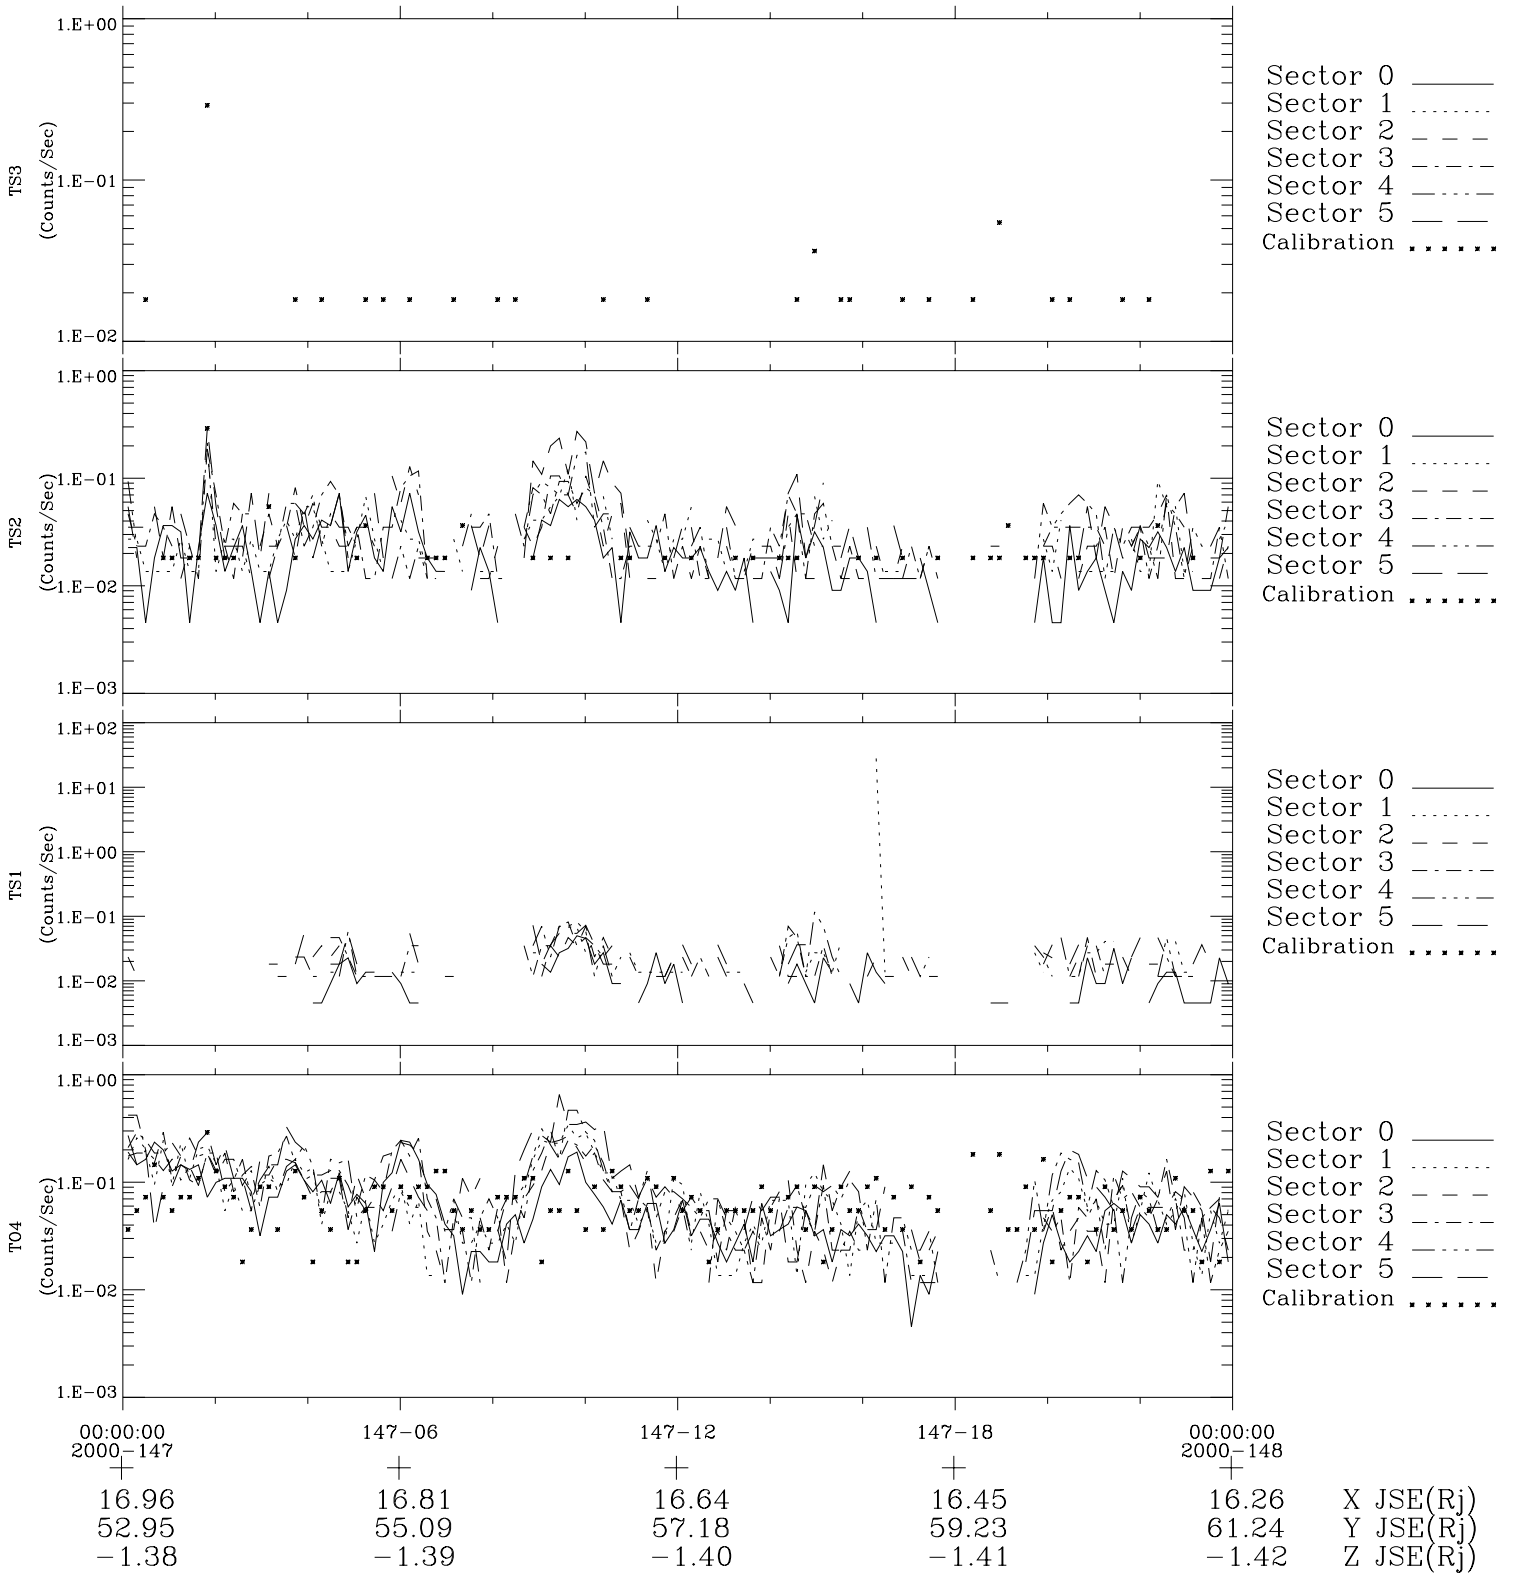 1.E+00
1.E-01
1.E-02
TS3
(Counts/Sec)
Sector 0
Sector 1
Sector 2
Sector 3
Sector 4
Sector 5
Calibration
1.E+00
1.E-01
1.E-02
1.E-03
TS2
(Counts/Sec)
Sector 0
Sector 1
Sector 2
Sector 3
Sector 4
Sector 5
Calibration
1.E+02
1.E+01
1.E+00
1.E-01
1.E-02
1.E-03
TS1
(Counts/Sec)
Sector 0
Sector 1
Sector 2
Sector 3
Sector 4
Sector 5
Calibration
1.E+00
1.E-01
1.E-02
1.E-03
T04
(Counts/Sec)
Sector 0
Sector 1
Sector 2
Sector 3
Sector 4
Sector 5
Calibration
00:00:00 147-06 147-12 147-18 00:00:00
2000-147 2000-148
16.96 16.81 16.64 16.45 16.26 X JSE(Rj)
52.95 55.09 57.18 59.23 61.24 Y JSE(Rj)
-1.38 -1.39 -1.40 -1.41 -1.42 Z JSE(Rj)